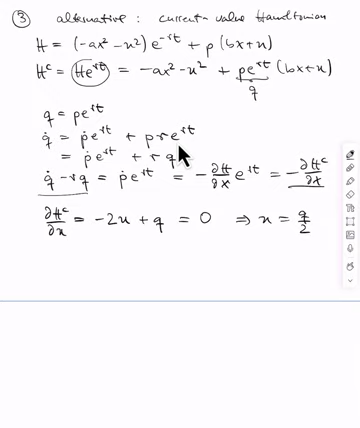 ③ alternative : current-value Hamiltonian
H = (-ax² - u²) e^{-rt} + p (bx+u)
H^c = He^{rt} = -ax² - u² + pe^{rt} (bx+u)
q
q = pe^{rt}
q̇ = ṗe^{rt} + p r e^{rt}
= ṗe^{rt} + r q
q̇ - rq = ṗe^{rt} = -∂H/∂x e^{rt} = -∂H^c/∂x
∂H^c/∂u = -2u + q = 0 ⇒ u = q/2